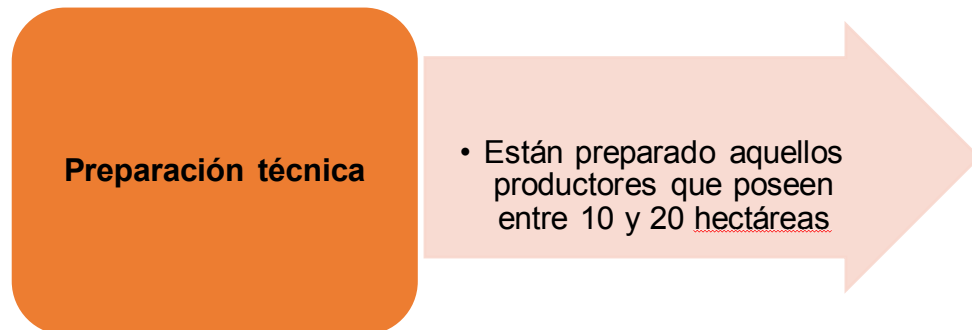 Preparación técnica
• Están preparado aquellos
productores que poseen
entre 10 y 20 hectáreas